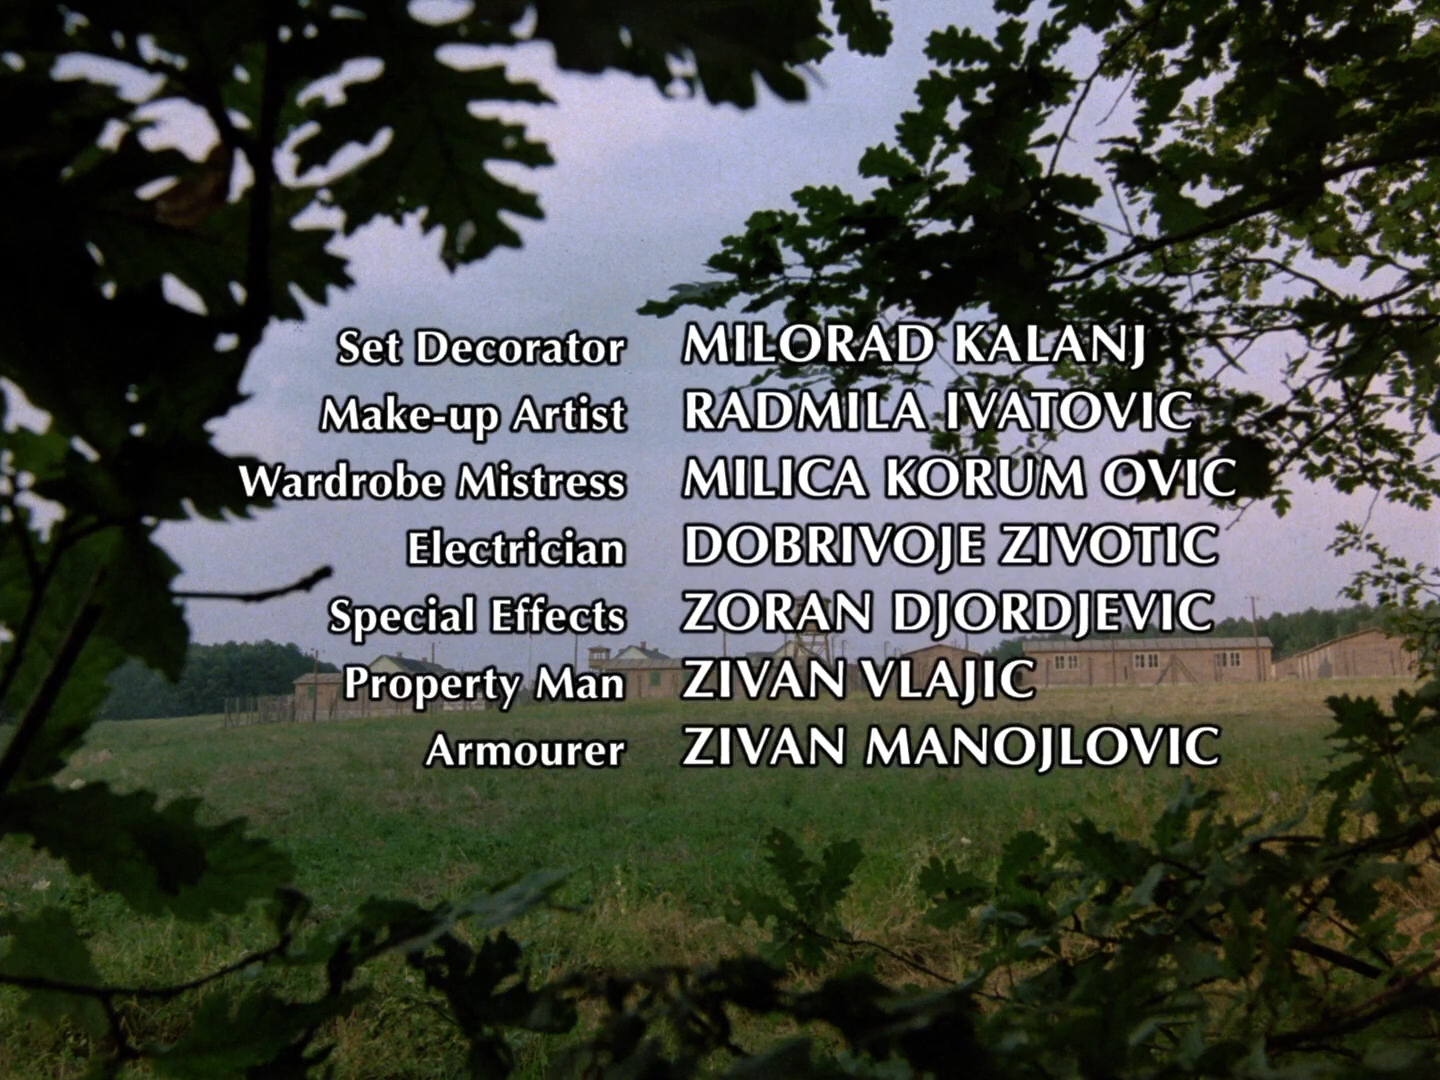 Set Decorator MILORAD KALANJ
Make-up Artist RADMILA IVATOVIC
Wardrobe Mistress MILICA KORUM OVIC
Electrician DOBRIVOJE ZIVOTIC
Special Effects ZORAN DJORDJEVIC
Property Man ZIVAN VLAJIC
Armourer ZIVAN MANOJLOVIC